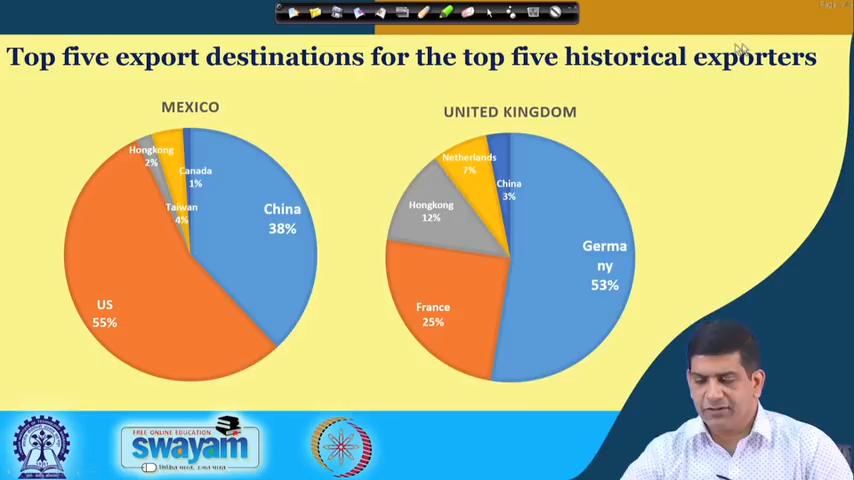 Top five export destinations for the top five historical exporters
MEXICO
Hongkong
2%
Canada
1%
Taiwan
4%
China
38%
US
55%
UNITED KINGDOM
Netherlands
7%
China
3%
Hongkong
12%
Germa
ny
53%
France
25%
FREE ONLINE EDUCATION
swayam